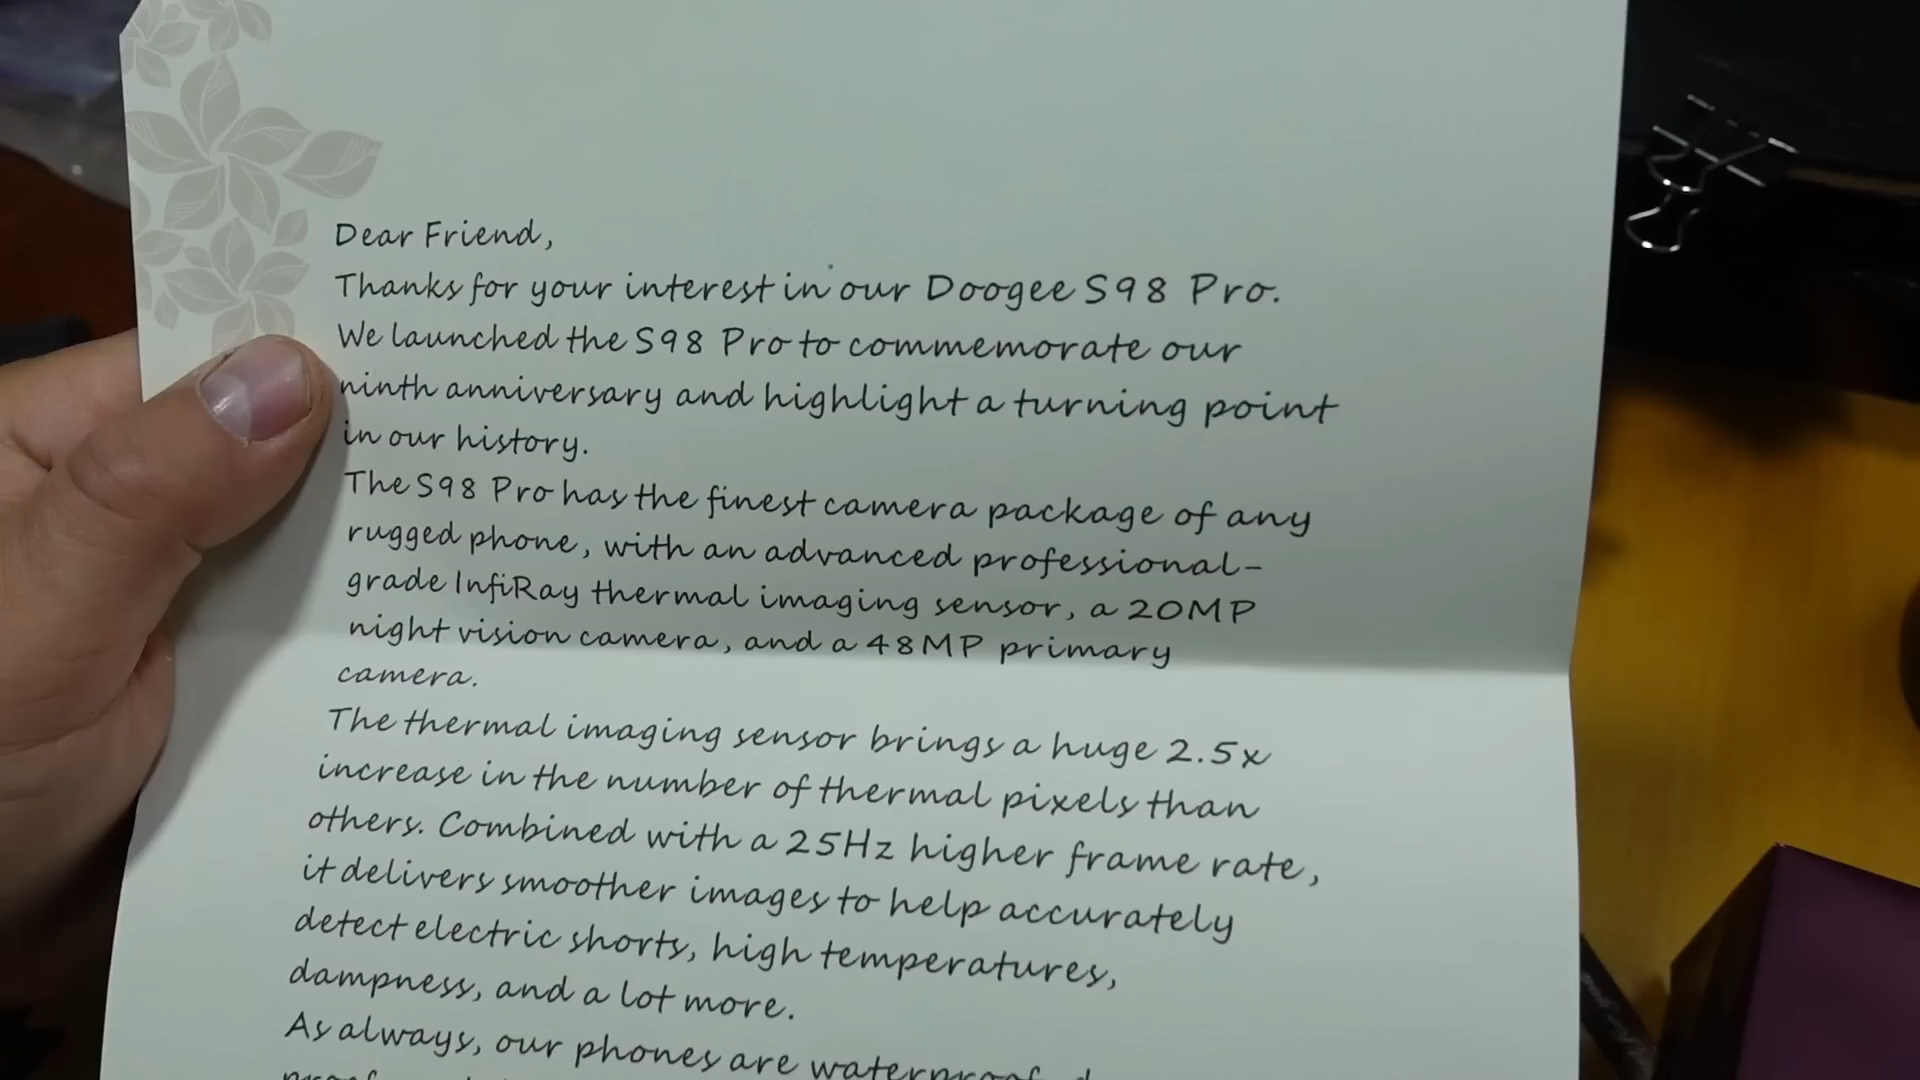 Dear Friend,
Thanks for your interest in our Doogee S98 Pro.
We launched the S98 Pro to commemorate our
ninth anniversary and highlight a turning point
in our history.
The S98 Pro has the finest camera package of any
rugged phone, with an advanced professional-
grade InfiRay thermal imaging sensor, a 20MP
night vision camera, and a 48MP primary
camera.
The thermal imaging sensor brings a huge 2.5x
increase in the number of thermal pixels than
others. Combined with a 25Hz higher frame rate,
it delivers smoother images to help accurately
detect electric shorts, high temperatures,
dampness, and a lot more.
As always, our phones are waterproof,